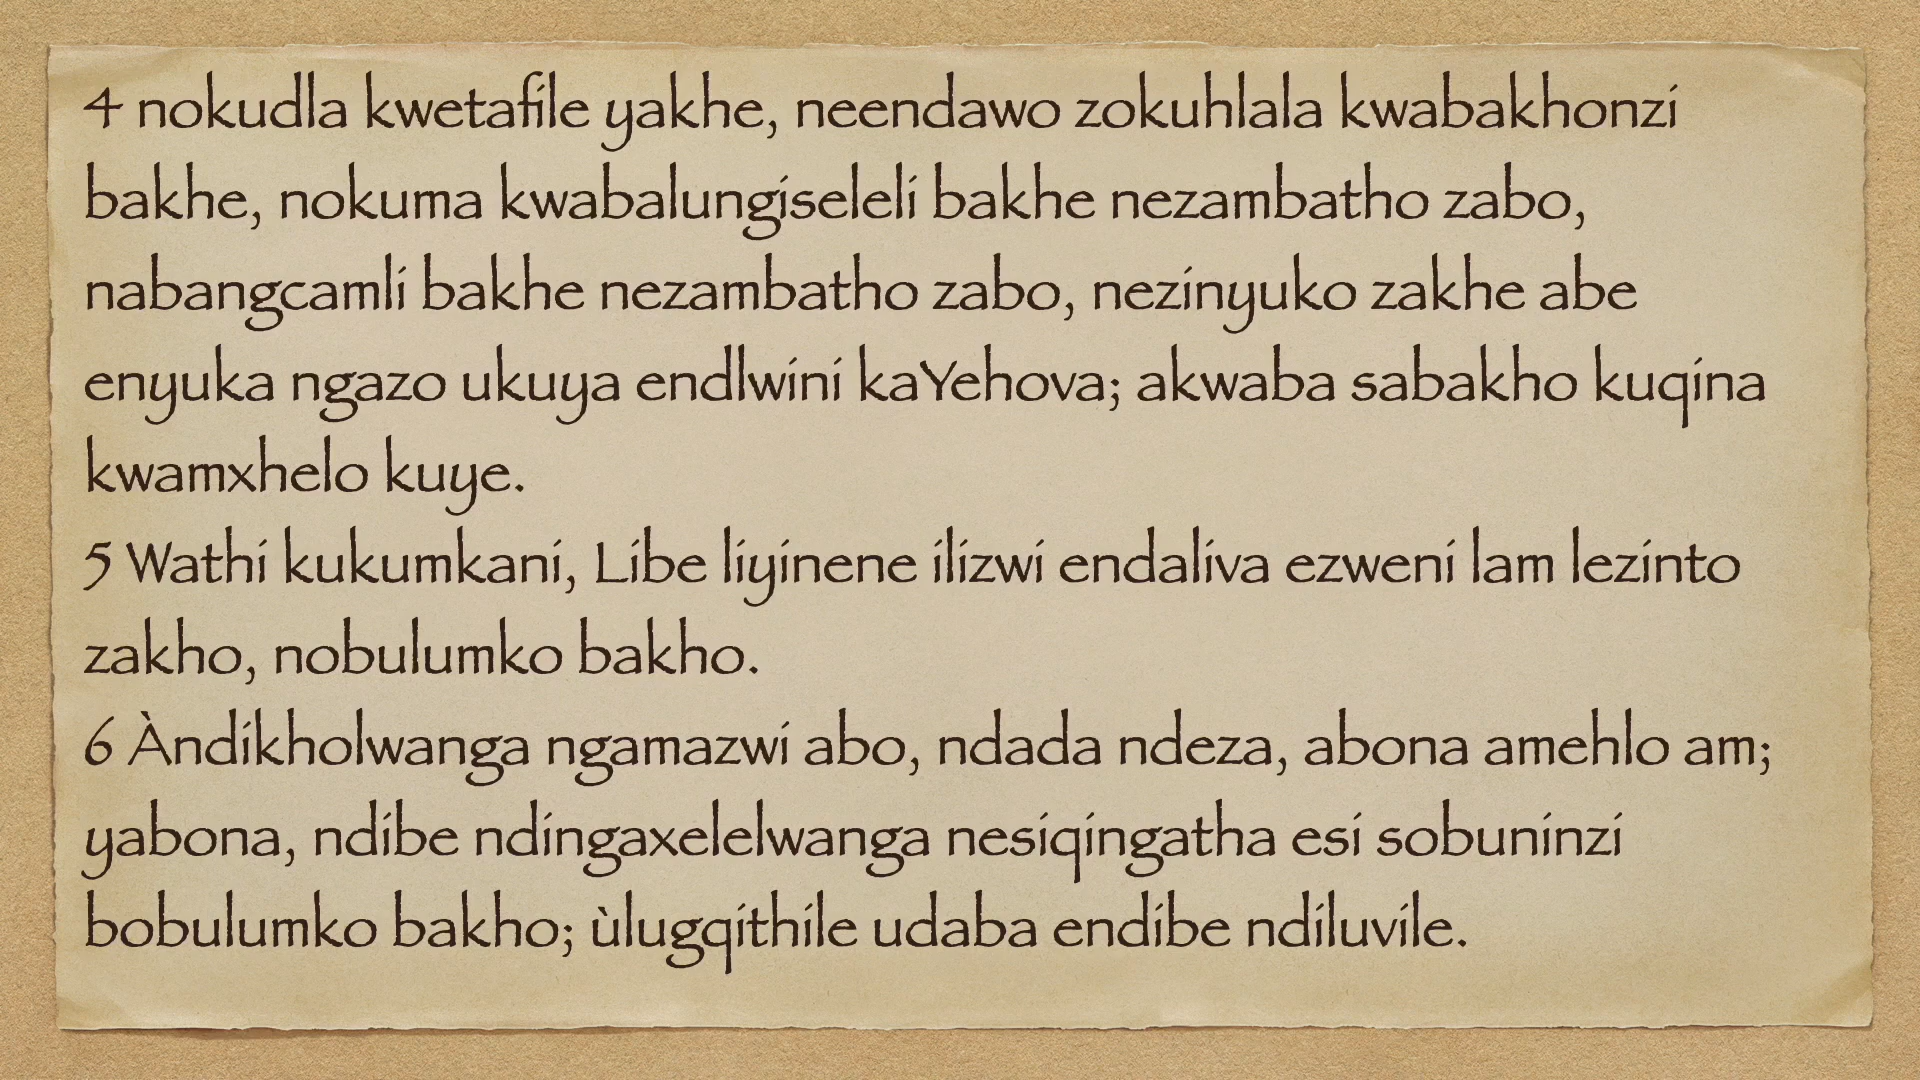 4 nokudla kwetafile yakhe, neendawo zokuhlala kwabakhonzi
bakhe, nokuma kwabalungiseleli bakhe nezambatho zabo,
nabangcamli bakhe nezambatho zabo, nezinyuko zakhe abe
enyuka ngazo ukuya endlwini kaYehova; akwaba sabakho kuqina
kwamxhelo kuye.
5 Wathi kukumkani, Libe liyinene ilizwi endaliva ezweni lam lezinto
zakho, nobulumko bakho.
6 Àndikholwanga ngamazwi abo, ndada ndeza, abona amehlo am;
yabona, ndibe ndingaxelelwanga nesiqingatha esi sobuninzi
bobulumko bakho; ùlugqithile udaba endibe ndiluvile.